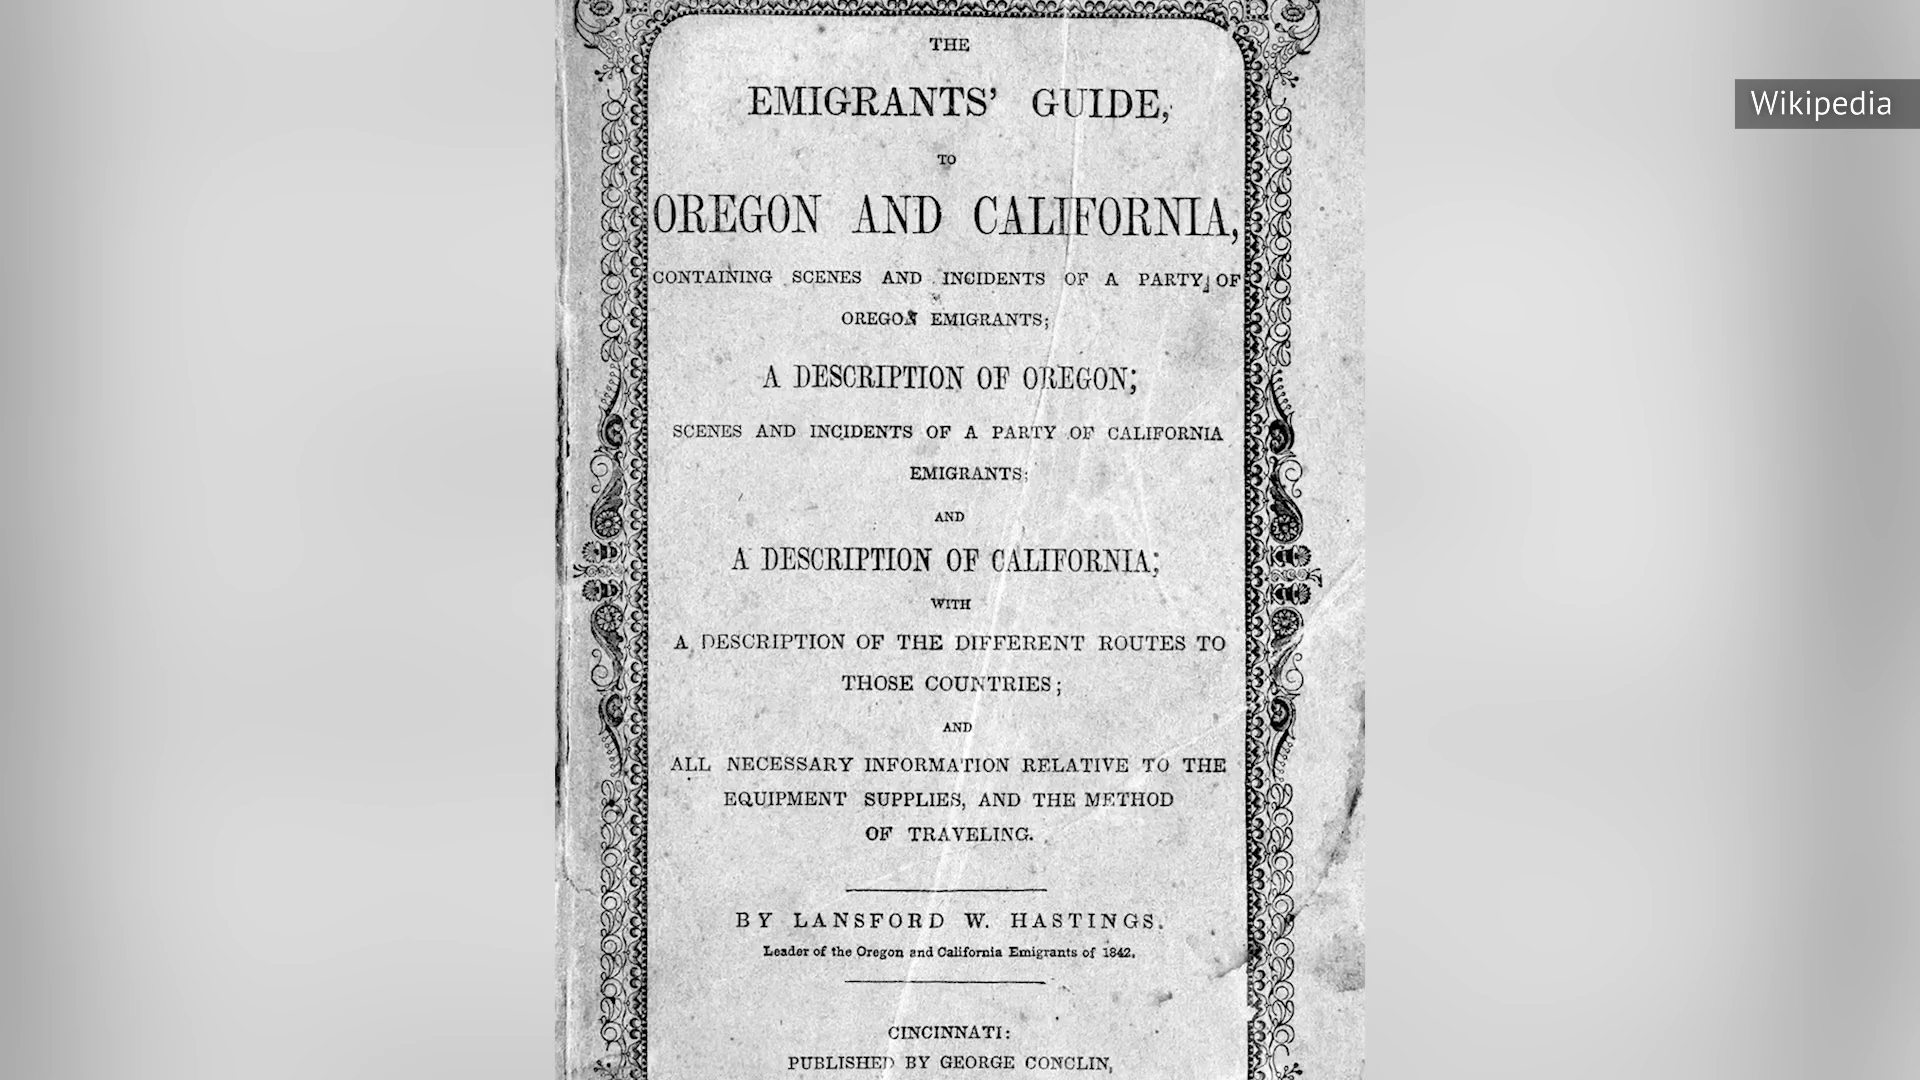 THE
EMIGRANTS' GUIDE,
TO
OREGON AND CALIFORNIA,
CONTAINING SCENES AND INCIDENTS OF A PARTY OF
OREGON EMIGRANTS;
A DESCRIPTION OF OREGON;
SCENES AND INCIDENTS OF A PARTY OF CALIFORNIA
EMIGRANTS;
AND
A DESCRIPTION OF CALIFORNIA;
WITH
A DESCRIPTION OF THE DIFFERENT ROUTES TO
THOSE COUNTRIES;
AND
ALL NECESSARY INFORMATION RELATIVE TO THE
EQUIPMENT SUPPLIES, AND THE METHOD
OF TRAVELING.
BY LANSFORD W. HASTINGS.
Leader of the Oregon and California Emigrants of 1842.
CINCINNATI:
PUBLISHED BY GEORGE CONCLIN,
Wikipedia